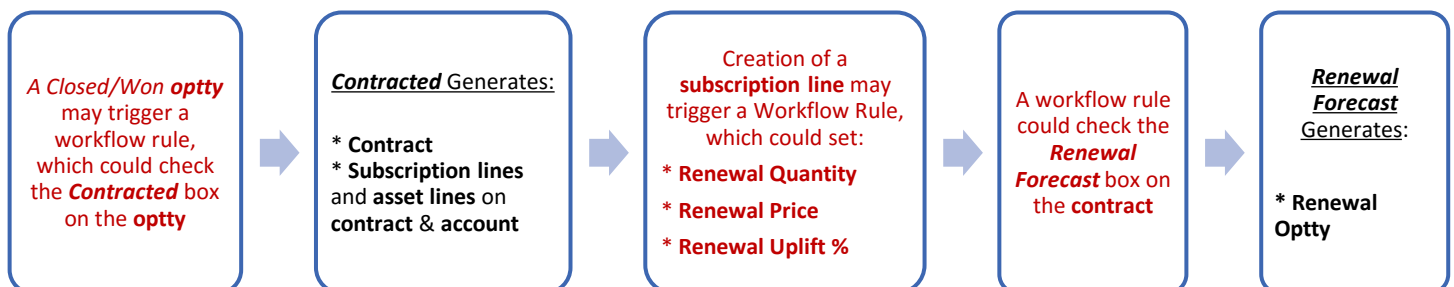 A Closed/Won optty
may trigger a
workflow rule,
which could check
the Contracted box
on the optty
Contracted Generates:
* Contract
* Subscription lines
and asset lines on
contract & account
Creation of a
subscription line may
trigger a Workflow Rule,
which could set:
* Renewal Quantity
* Renewal Price
* Renewal Uplift %
A workflow rule
could check the
Renewal
Forecast box on
the contract
Renewal
Forecast
Generates:
* Renewal
Optty